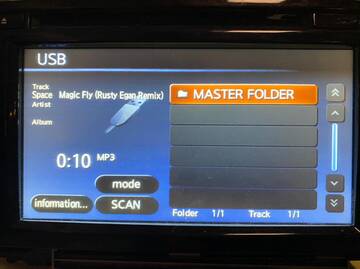 USB
Track
Space Magic Fly (Rusty Egan Remix)
Artist
Album
0:10 MP3
mode
information...
SCAN
MASTER FOLDER
Folder 1/1 Track 1/1